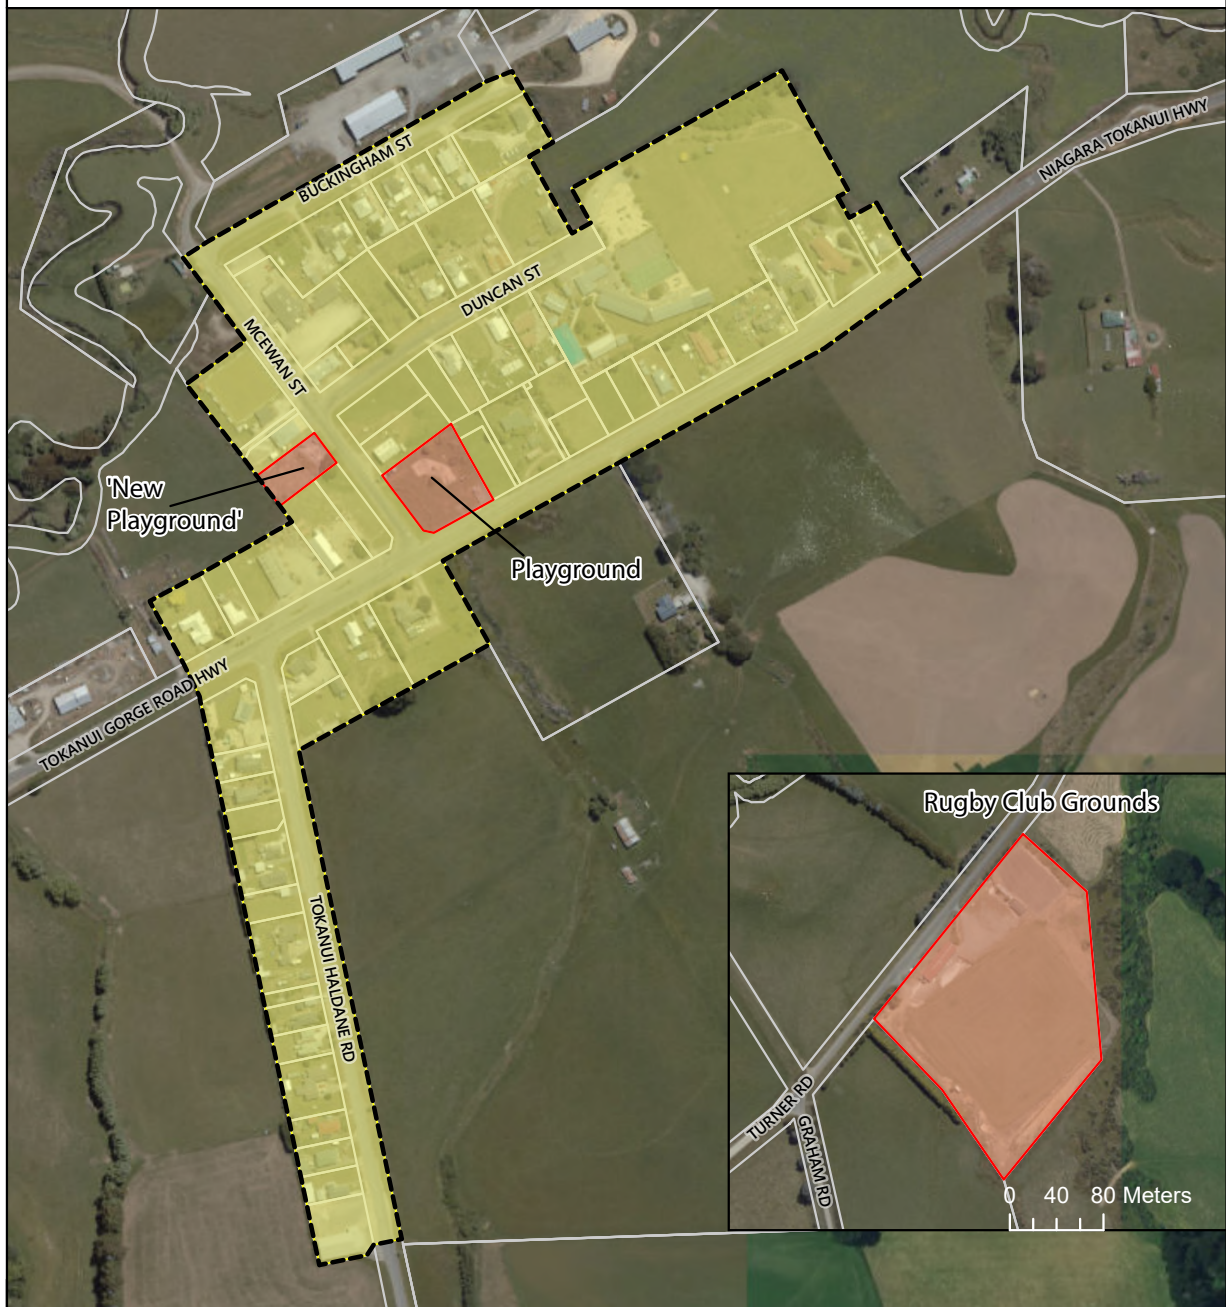 BUCKINGHAM ST
NIAGARA TOKANUI HWY
DUNCAN ST
MCEWAN ST
'New
Playground'
Playground
TOKANUI GORGE ROAD HWY
TOKANUI HALDANE RD
Rugby Club Grounds
TURNER RD
GRAHAM RD
0 40 80 Meters